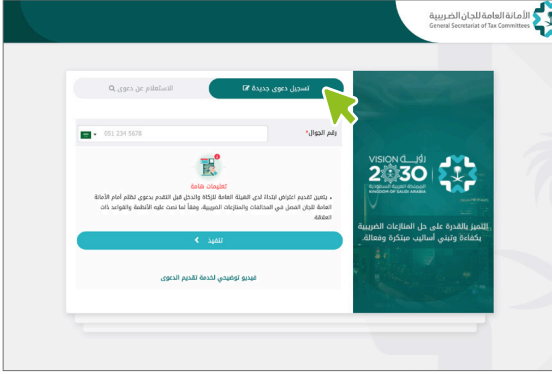 الأمانة العامة للجان الضريبية
General Secretariat of Tax Committees
تسجيل دعوى جديدة
الاستعلام عن دعوى
رقم الجوال*
051 234 5678
تعليمات هامة
يتعين تقديم اعتراض ابتداءً لدى الهيئة العامة للزكاة والدخل قبل التقدم بدعوى تظلم أمام الأمانة
العامة للجان الفصل في المخالفات والمنازعات الضريبية، وفقاً لما نصت عليه الأنظمة والقواعد ذات
العلاقة.
تنفيذ
فيديو توضيحي لخدمة تقديم الدعوى
VISION رؤية
2030
المملكة العربية السعودية
KINGDOM OF SAUDI ARABIA
التميز بالقدرة على حل المنازعات الضريبية
بكفاءة وتبني أساليب مبتكرة وفعالة.